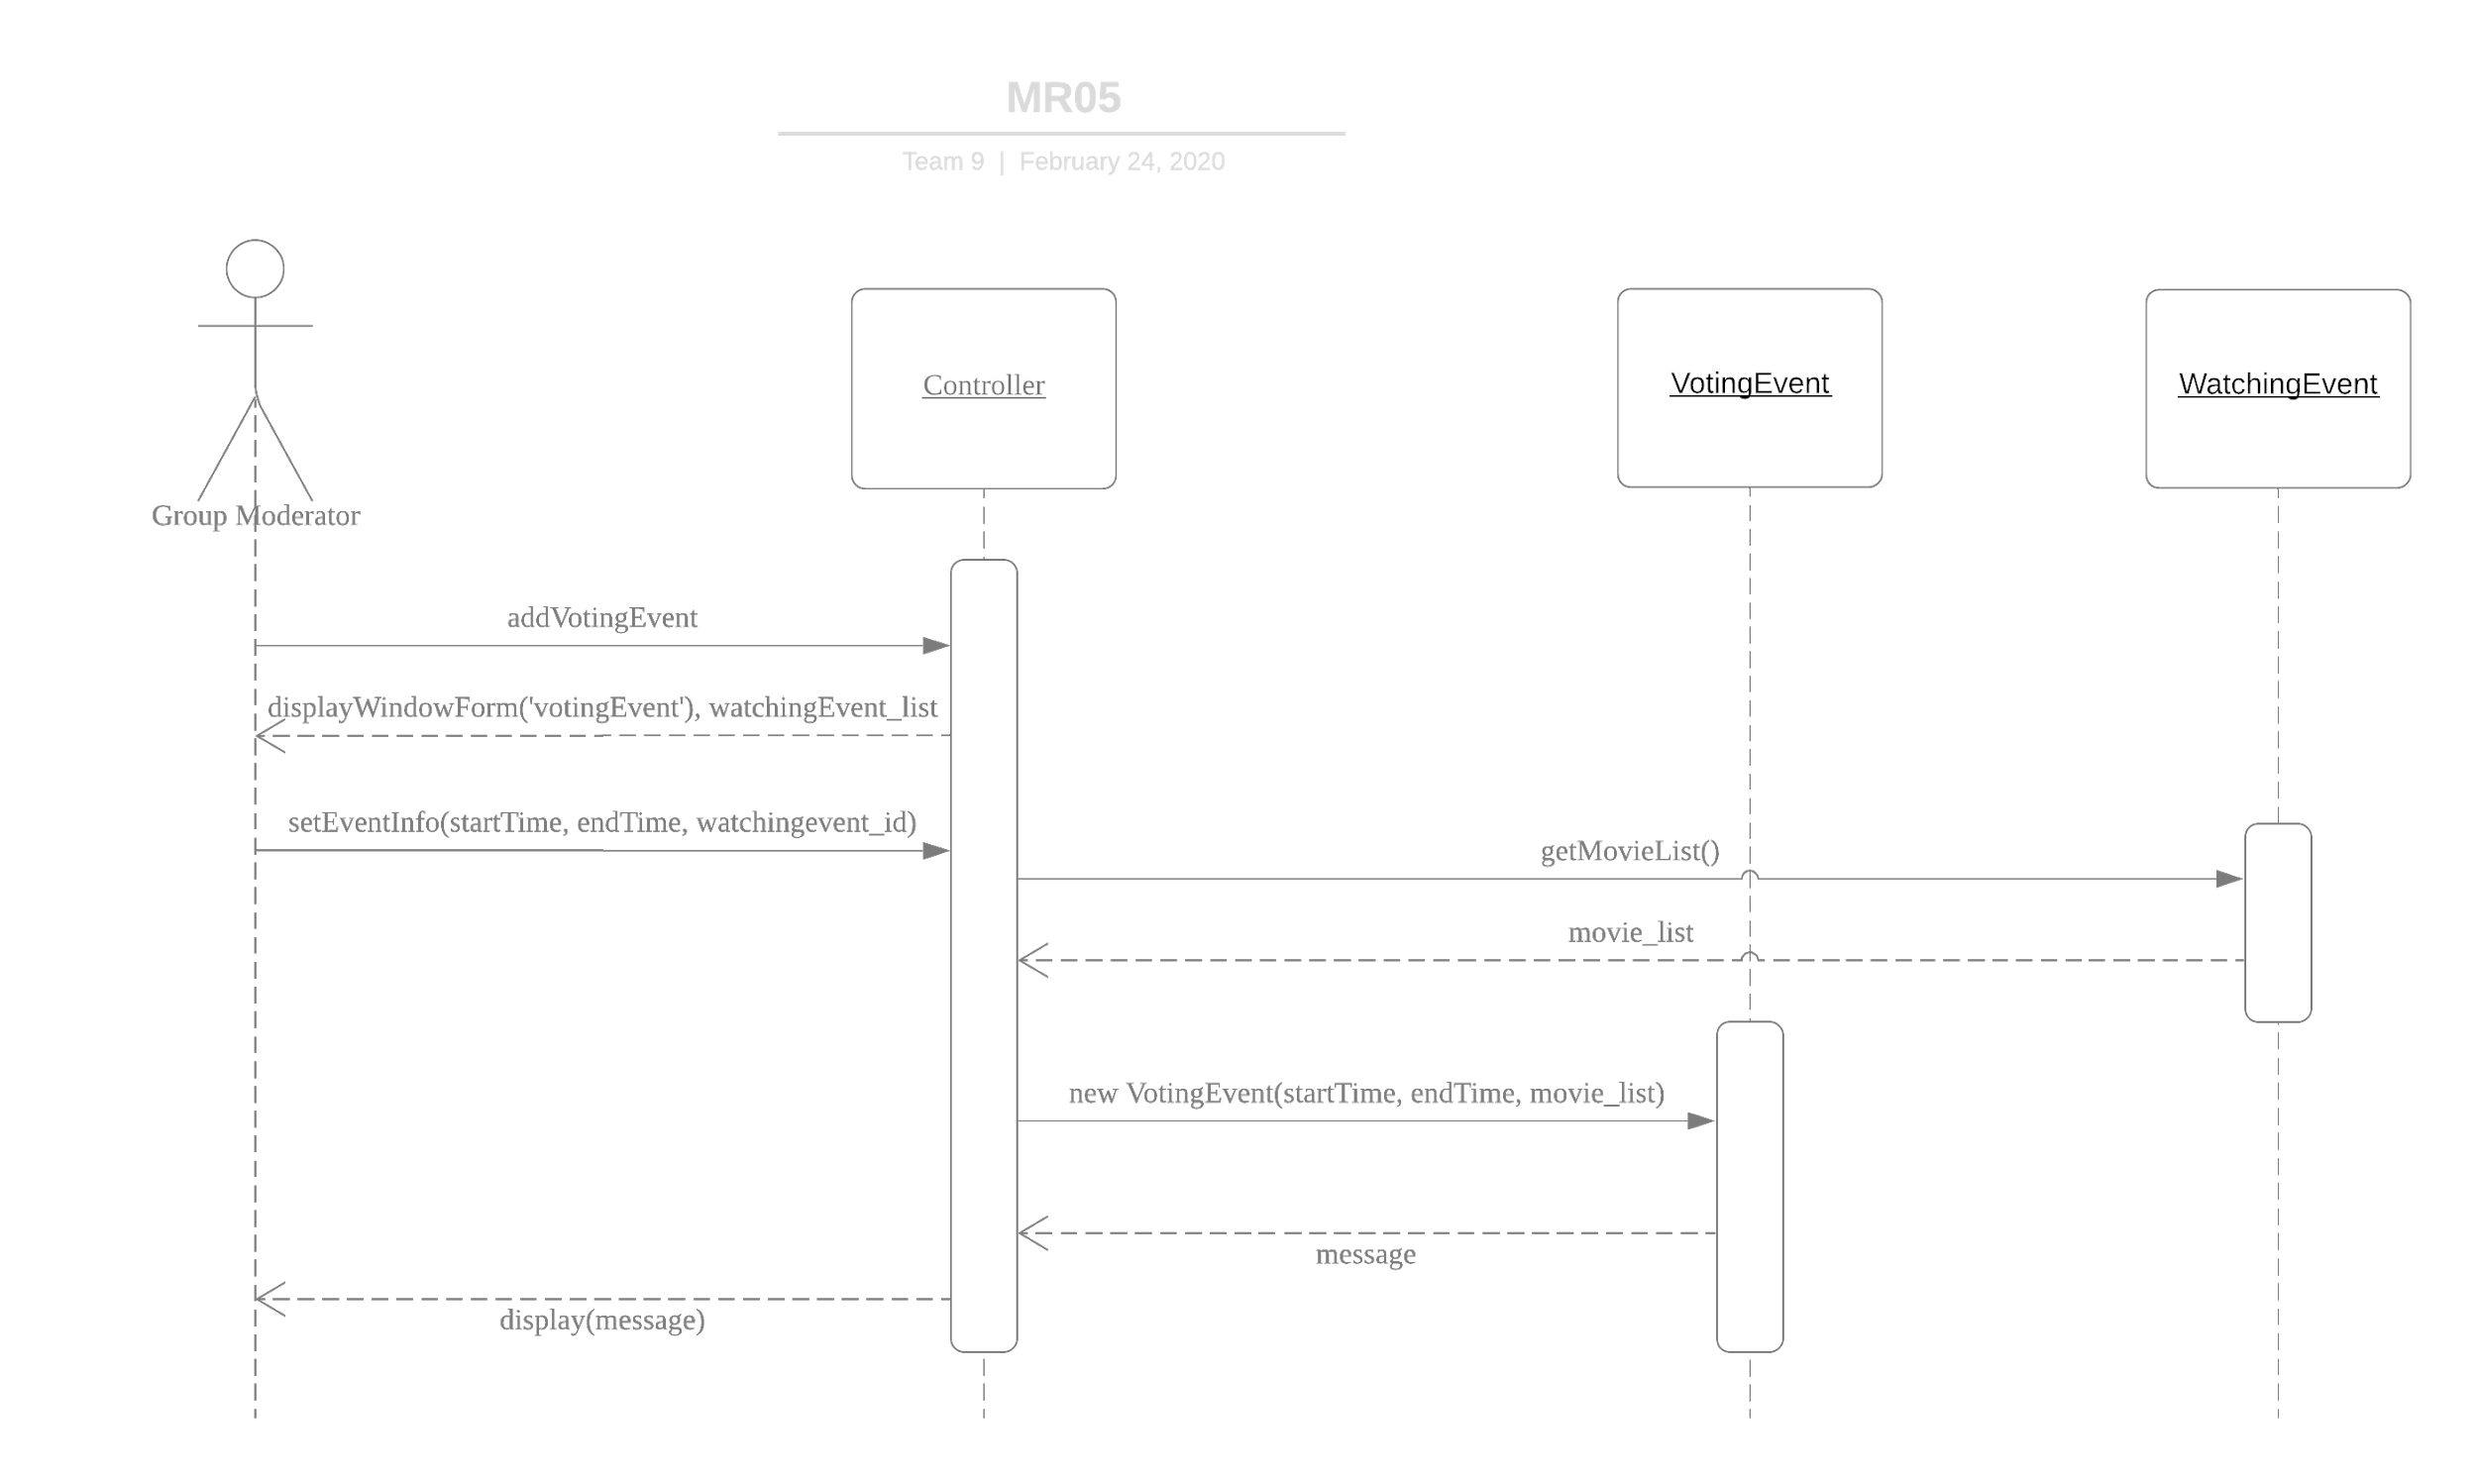 MR05
Team 9 | February 24, 2020
Controller
VotingEvent
WatchingEvent
Group Moderator
addVotingEvent
displayWindowForm('votingEvent'), watchingEvent_list
setEventInfo(startTime, endTime, watchingevent_id)
getMovieList()
movie_list
new VotingEvent(startTime, endTime, movie_list)
message
display(message)